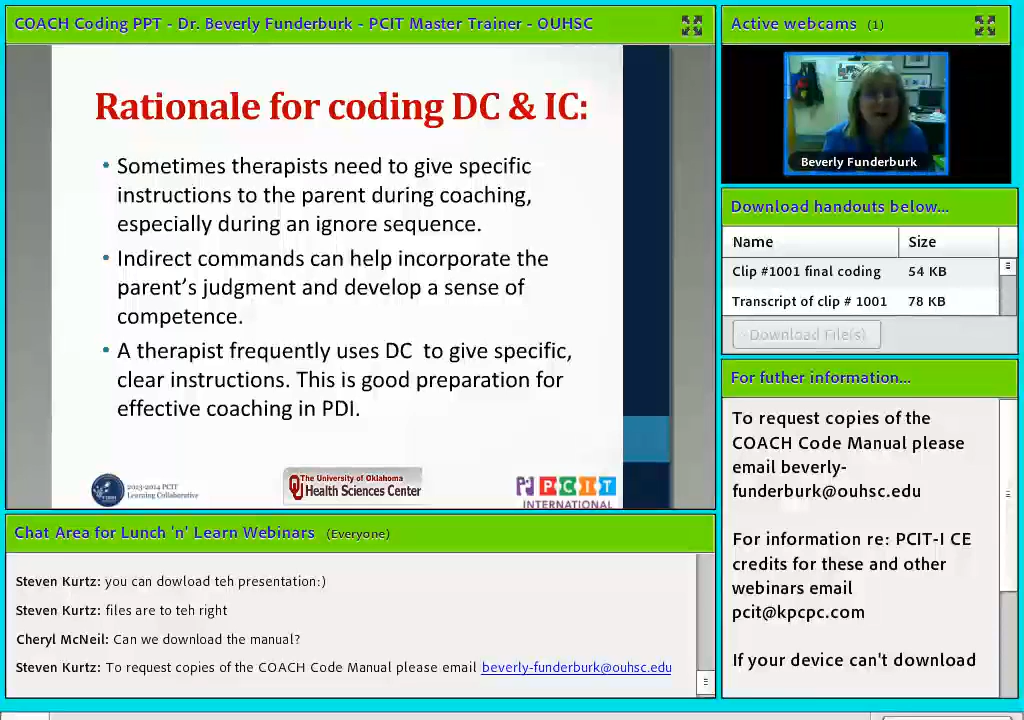 COACH Coding PPT - Dr. Beverly Funderburk - PCIT Master Trainer - OUHSC
Rationale for coding DC & IC:
• Sometimes therapists need to give specific
instructions to the parent during coaching,
especially during an ignore sequence.
• Indirect commands can help incorporate the
parent's judgment and develop a sense of
competence.
• A therapist frequently uses DC to give specific,
clear instructions. This is good preparation for
effective coaching in PDI.
2013-2014 PCIT
Learning Collaborative
The University of Oklahoma
Health Sciences Center
PCIT
INTERNATIONAL
Chat Area for Lunch 'n' Learn Webinars (Everyone)
Steven Kurtz: you can dowload teh presentation:)
Steven Kurtz: files are to teh right
Cheryl McNeil: Can we download the manual?
Steven Kurtz: To request copies of the COACH Code Manual please email beverly-funderburk@ouhsc.edu
Active webcams (1)
Beverly Funderburk
Download handouts below...
Name Size
Clip #1001 final coding 54 KB
Transcript of clip # 1001 78 KB
Download File(s)
For futher information...
To request copies of the
COACH Code Manual please
email beverly-
funderburk@ouhsc.edu
For information re: PCIT-I CE
credits for these and other
webinars email
pcit@kpcpc.com
If your device can't download